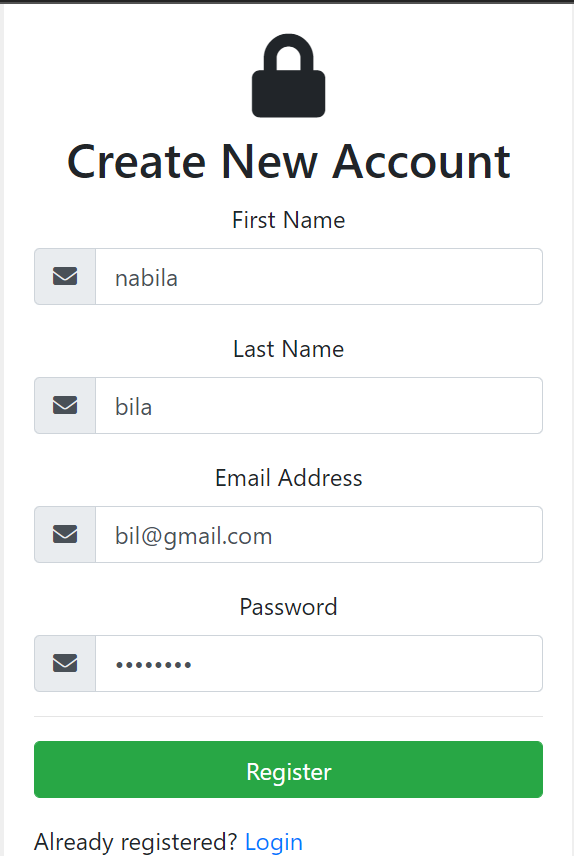 Create New Account
First Name
nabila
Last Name
bila
Email Address
bil@gmail.com
Password
••••••••
Register
Already registered? Login